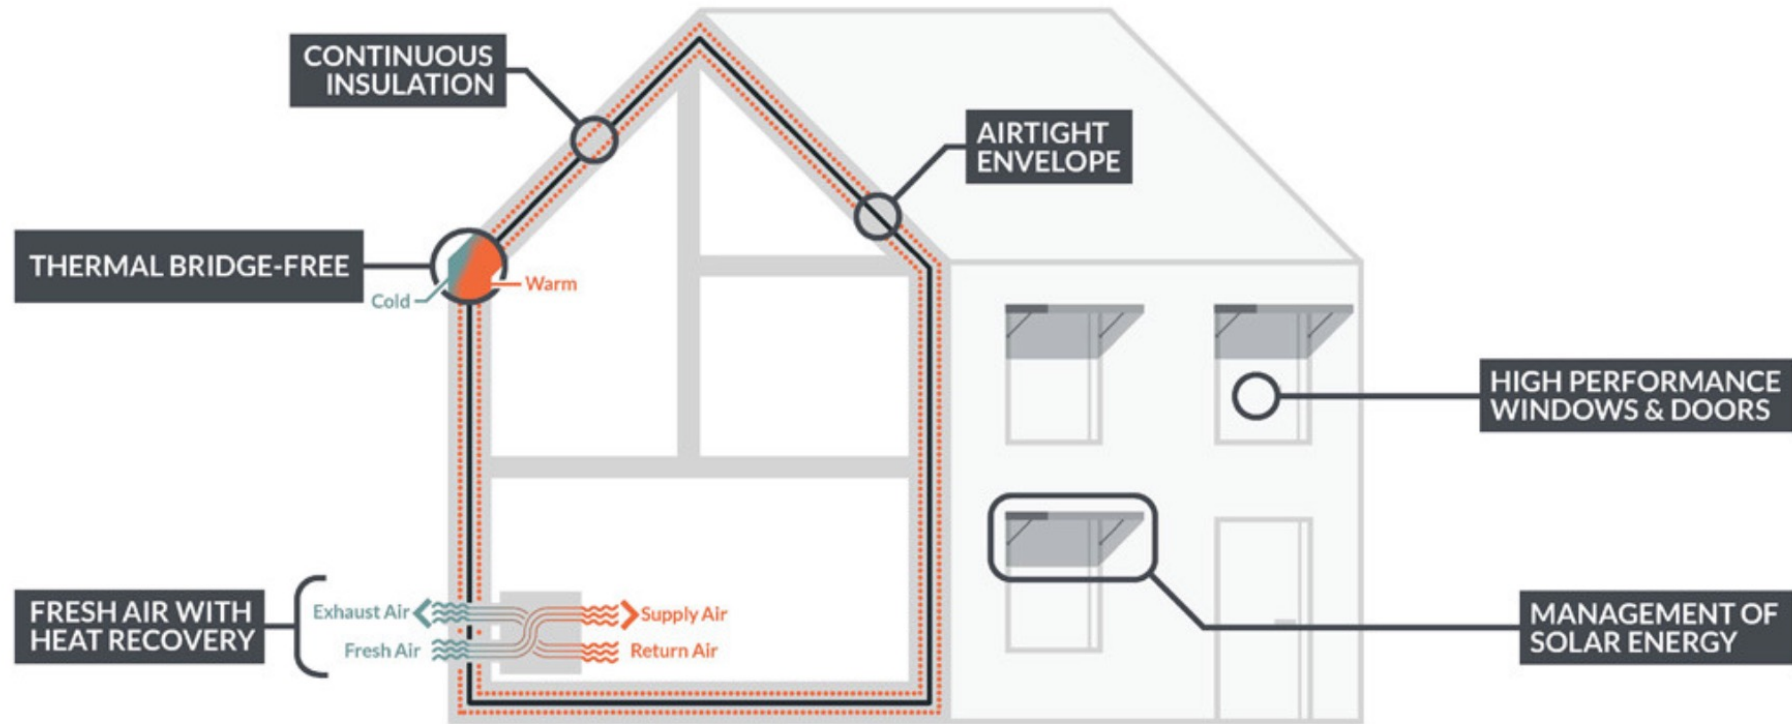 CONTINUOUS
INSULATION
AIRTIGHT
ENVELOPE
THERMAL BRIDGE-FREE
Cold
Warm
HIGH PERFORMANCE
WINDOWS & DOORS
FRESH AIR WITH
HEAT RECOVERY
Exhaust Air
Supply Air
Fresh Air
Return Air
MANAGEMENT OF
SOLAR ENERGY